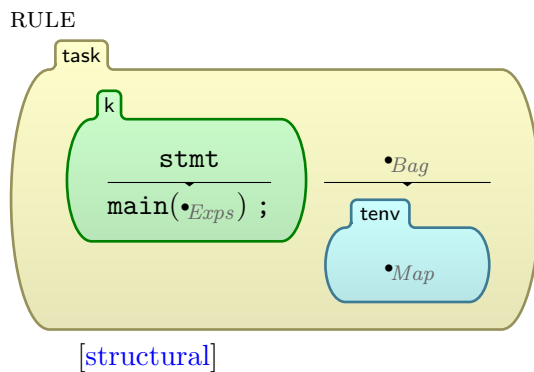 RULE
task
k
stmt •Bag
main(•Exps) ;
tenv
•Map
[structural]